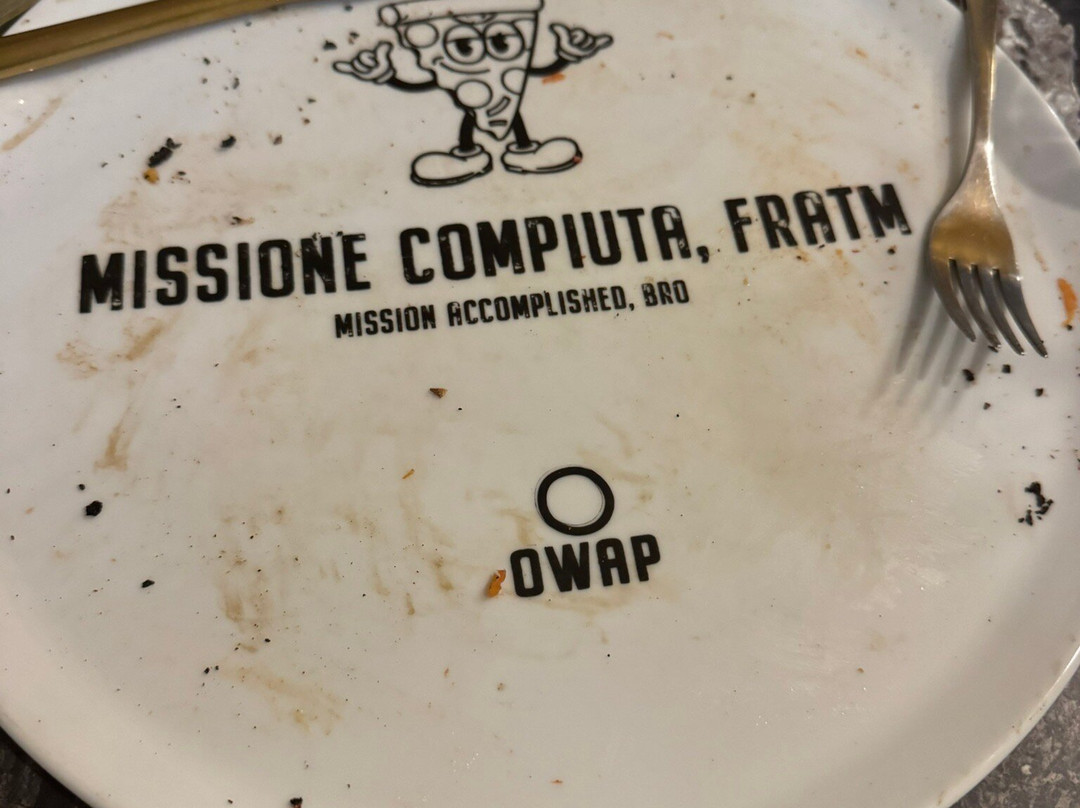 MISSIONE COMPIUTA, FRATM
MISSION ACCOMPLISHED, BRO
OWAP